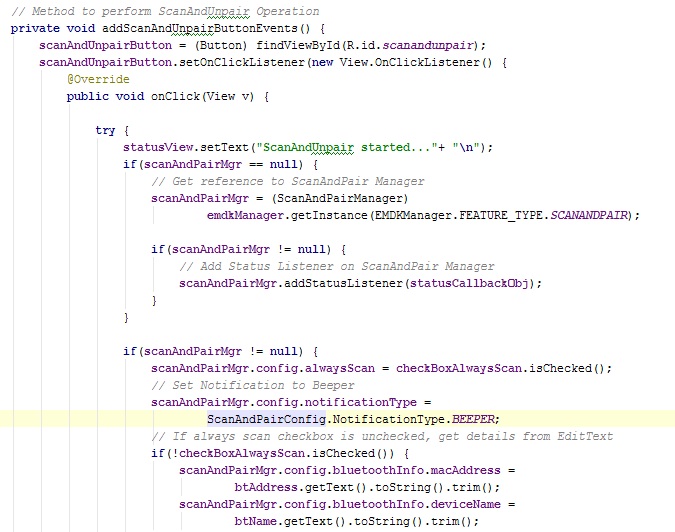 // Method to perform ScanAndUnpair Operation
private void addScanAndUnpairButtonEvents() {
    scanAndUnpairButton = (Button) findViewById(R.id.scanandunpair);
    scanAndUnpairButton.setOnClickListener(new View.OnClickListener() {
        @Override
        public void onClick(View v) {

            try {
                statusView.setText("ScanAndUnpair started..."+ "\n");
                if(scanAndPairMgr == null) {
                    // Get reference to ScanAndPair Manager
                    scanAndPairMgr = (ScanAndPairManager)
                            emdkManager.getInstance(EMDKManager.FEATURE_TYPE.SCANANDPAIR);

                    if(scanAndPairMgr != null) {
                        // Add Status Listener on ScanAndPair Manager
                        scanAndPairMgr.addStatusListener(statusCallbackObj);
                    }
                }

                if(scanAndPairMgr != null) {
                    scanAndPairMgr.config.alwaysScan = checkBoxAlwaysScan.isChecked();
                    // Set Notification to Beeper
                    scanAndPairMgr.config.notificationType =
                            ScanAndPairConfig.NotificationType.BEEPER;
                    // If always scan checkbox is unchecked, get details from EditText
                    if(!checkBoxAlwaysScan.isChecked()) {
                        scanAndPairMgr.config.bluetoothInfo.macAddress =
                                btAddress.getText().toString().trim();
                        scanAndPairMgr.config.bluetoothInfo.deviceName =
                                btName.getText().toString().trim();